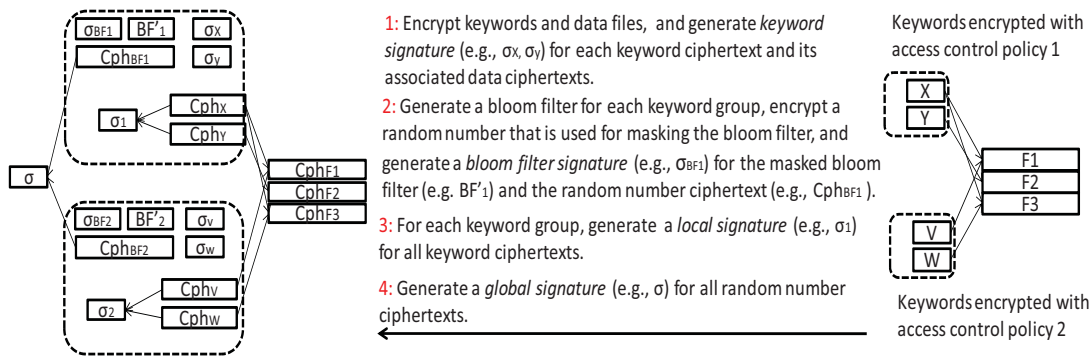 σBF1 BF'1 σX
CphBF1 σy
CphX
σ1
CphY
σ
CphF1
CphF2
CphF3
σBF2 BF'2 σv
CphBF2 σw
CphV
σ2
CphW
1: Encrypt keywords and data files, and generate keyword
signature (e.g., σX, σy) for each keyword ciphertext and its
associated data ciphertexts.
2: Generate a bloom filter for each keyword group, encrypt a
random number that is used for masking the bloom filter, and
generate a bloom filter signature (e.g., σBF1) for the masked bloom
filter (e.g. BF'1) and the random number ciphertext (e.g., CphBF1 ).
3: For each keyword group, generate a local signature (e.g., σ1)
for all keyword ciphertexts.
4: Generate a global signature (e.g., σ) for all random number
ciphertexts.
Keywords encrypted with
access control policy 1
X
Y
F1
F2
F3
V
W
Keywords encrypted with
access control policy 2